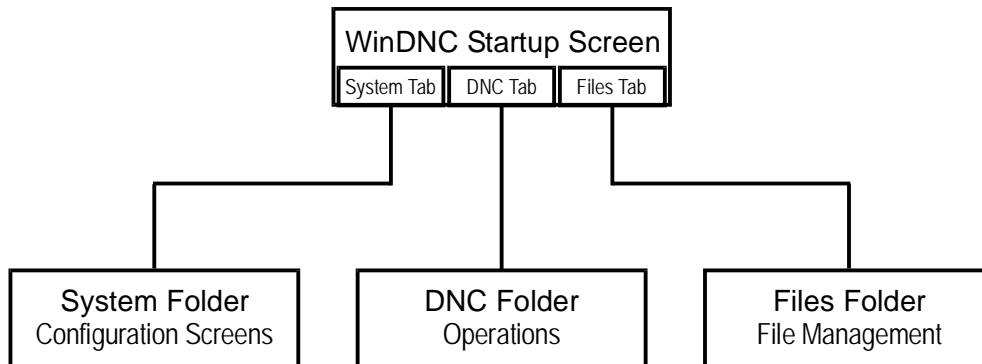 WinDNC Startup Screen
System Tab
DNC Tab
Files Tab
System Folder
Configuration Screens
DNC Folder
Operations
Files Folder
File Management